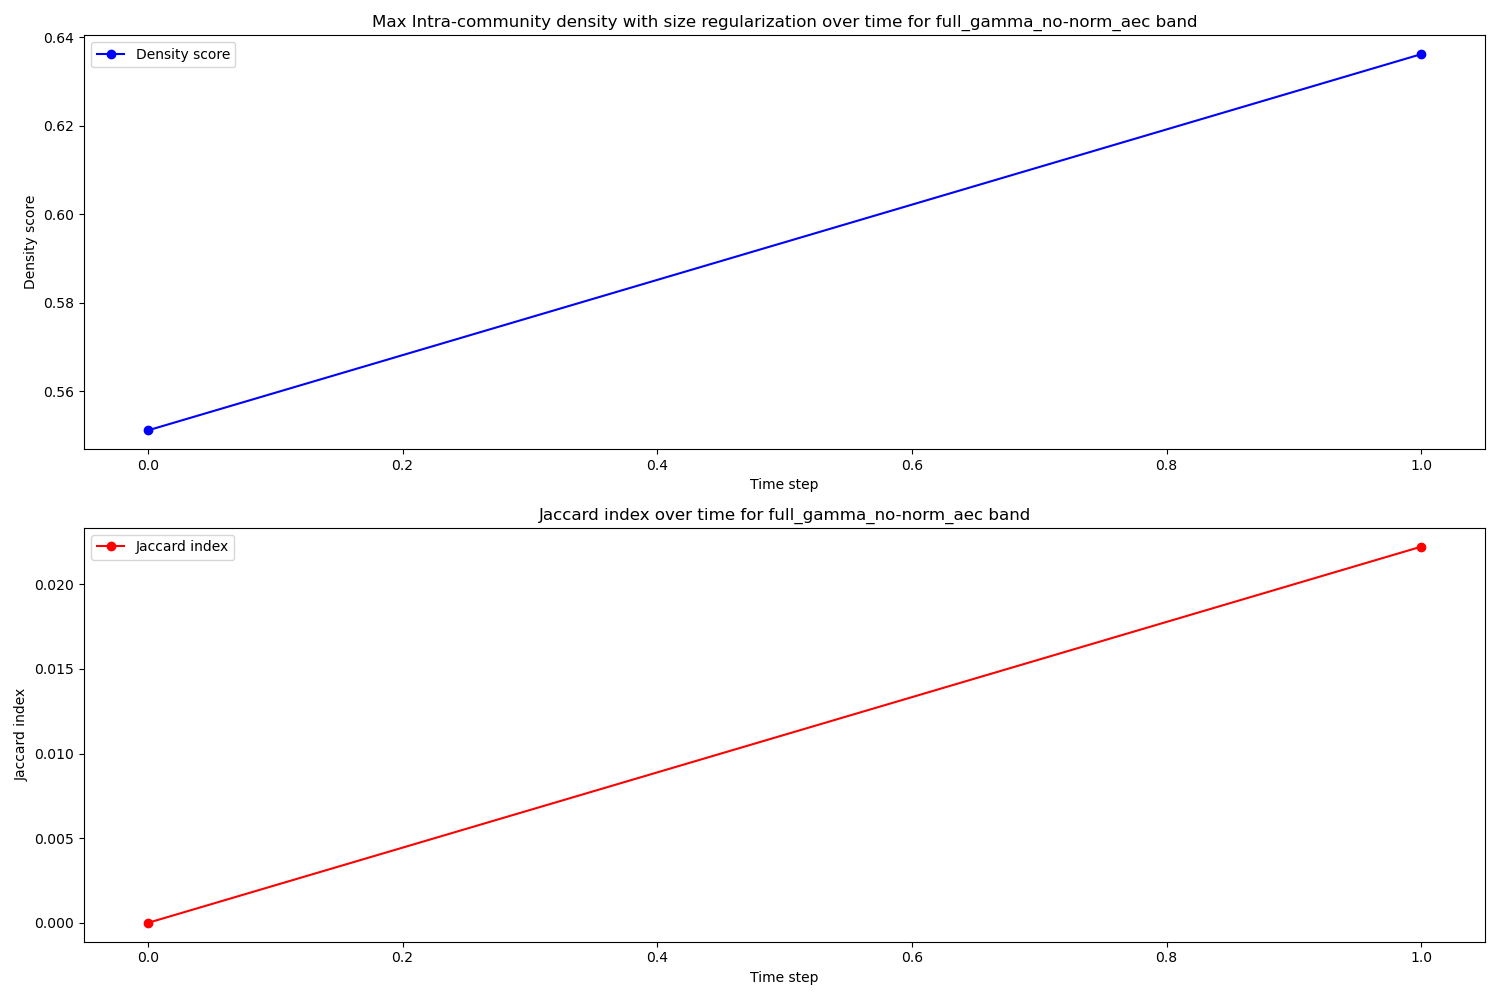 Max Intra-community density with size regularization over time for full_gamma_no-norm_aec band
Density score
0.64
0.62
0.60
0.58
0.56
Density score
0.0 0.2 0.4 0.6 0.8 1.0
Time step
Jaccard index over time for full_gamma_no-norm_aec band
Jaccard index
0.020
0.015
0.010
0.005
0.000
Jaccard index
0.0 0.2 0.4 0.6 0.8 1.0
Time step